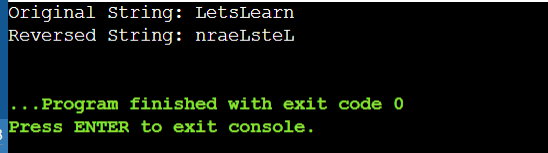 Original String: LetsLearn
Reversed String: nraeLsteL
...Program finished with exit code 0
Press ENTER to exit console.